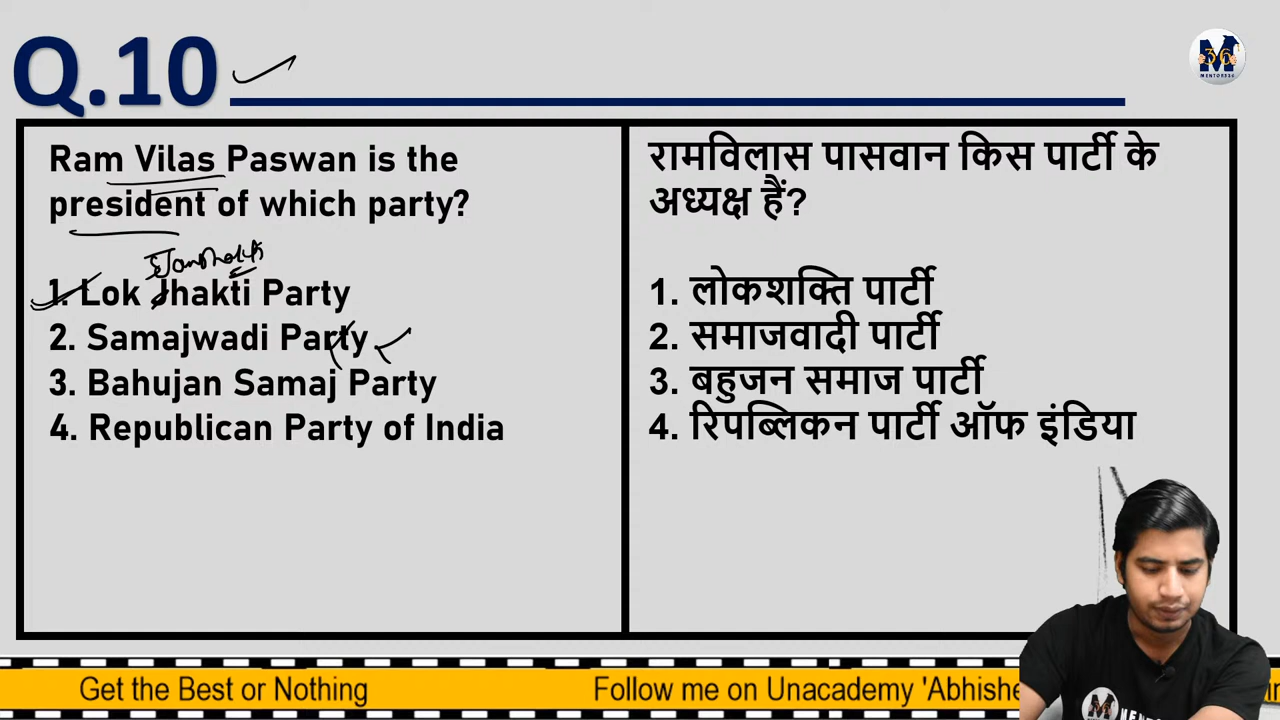 Q.10
Ram Vilas Paswan is the
president of which party?
1. Lok Jhakti Party
2. Samajwadi Party
3. Bahujan Samaj Party
4. Republican Party of India
रामविलास पासवान किस पार्टी के
अध्यक्ष हैं?
1. लोकशक्ति पार्टी
2. समाजवादी पार्टी
3. बहुजन समाज पार्टी
4. रिपब्लिकन पार्टी ऑफ इंडिया
MENTORS36
Get the Best or Nothing
Follow me on Unacademy 'Abhishe